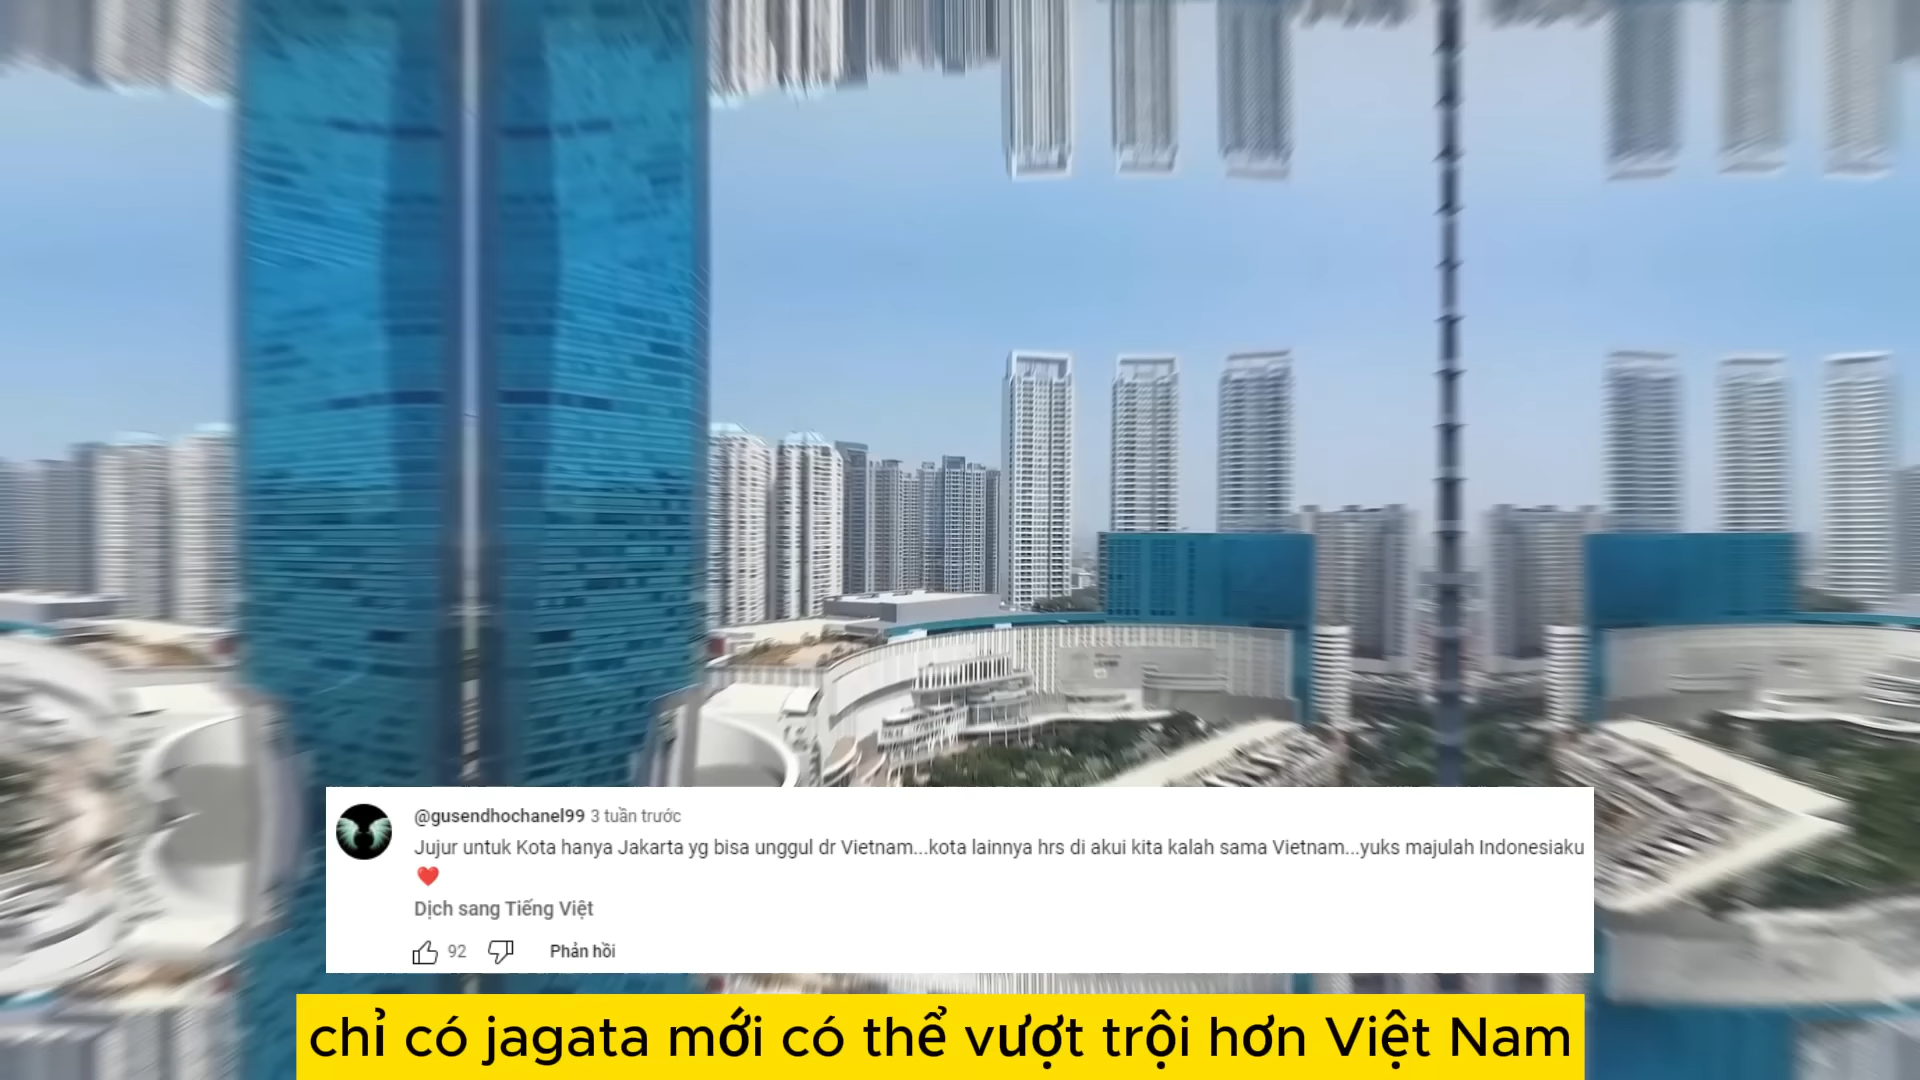 @gusendhochanel99 3 tuần trước
Jujur untuk Kota hanya Jakarta yg bisa unggul dr Vietnam...kota lainnya hrs di akui kita kalah sama Vietnam...yuks majulah Indonesiaku
❤️
Dịch sang Tiếng Việt
92 Phản hồi
chỉ có jagata mới có thể vượt trội hơn Việt Nam